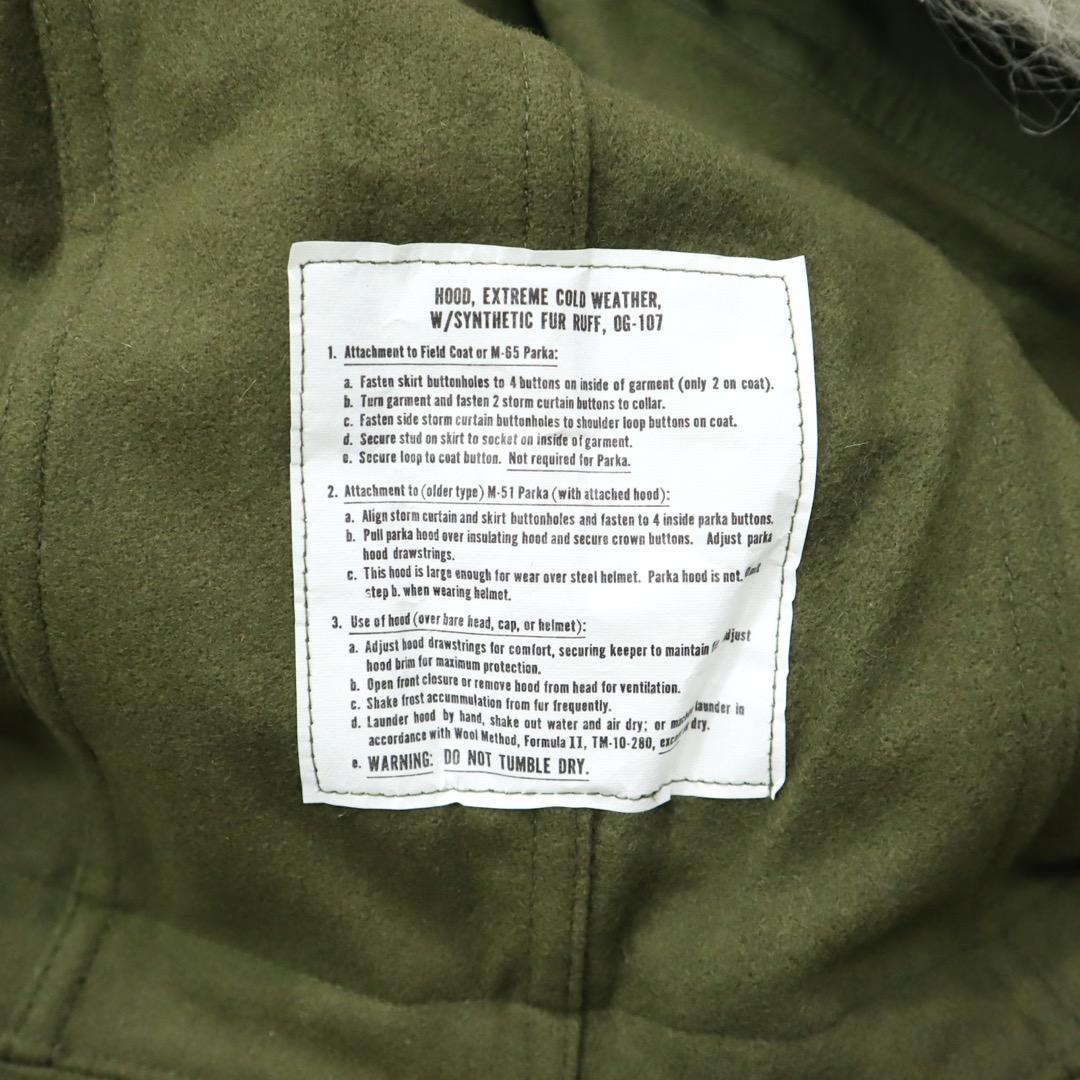 HOOD, EXTREME COLD WEATHER,
W/SYNTHETIC FUR RUFF, OG-107
1. Attachment to Field Coat or M-65 Parka:
a. Fasten skirt buttonholes to 4 buttons on inside of garment (only 2 on coat).
b. Turn garment and fasten 2 storm curtain buttons to collar.
c. Fasten side storm curtain buttonholes to shoulder loop buttons on coat.
d. Secure stud on skirt to socket on inside of garment.
e. Secure loop to coat button. Not required for Parka.
2. Attachment to (older type) M-51 Parka (with attached hood):
a. Align storm curtain and skirt buttonholes and fasten to 4 inside parka buttons.
b. Pull parka hood over insulating hood and secure crown buttons. Adjust parka
hood drawstrings.
c. This hood is large enough for wear over steel helmet. Parka hood is not.
step b. when wearing helmet.
3. Use of hood (over bare head, cap, or helmet):
a. Adjust hood drawstrings for comfort, securing keeper to maintain
hood brim for maximum protection.
b. Open front closure or remove hood from head for ventilation.
c. Shake frost accummulation from fur frequently.
d. Launder hood by hand, shake out water and air dry; or launder in
accordance with Wool Method, Formula II, TM-10-280, dry.
e. WARNING: DO NOT TUMBLE DRY.